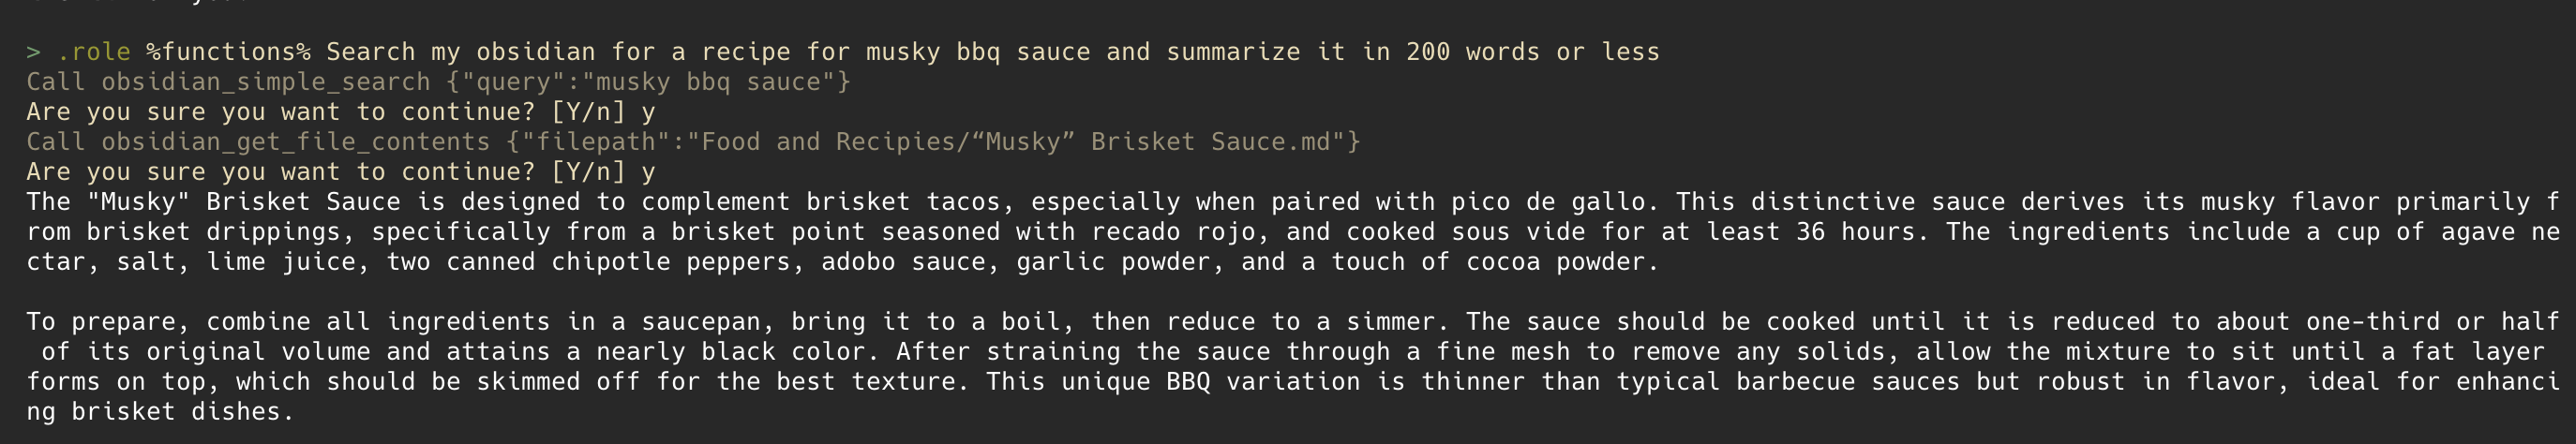 > .role %functions% Search my obsidian for a recipe for musky bbq sauce and summarize it in 200 words or less
Call obsidian_simple_search {"query":"musky bbq sauce"}
Are you sure you want to continue? [Y/n] y
Call obsidian_get_file_contents {"filepath":"Food and Recipies/“Musky” Brisket Sauce.md"}
Are you sure you want to continue? [Y/n] y
The "Musky" Brisket Sauce is designed to complement brisket tacos, especially when paired with pico de gallo. This distinctive sauce derives its musky flavor primarily f
rom brisket drippings, specifically from a brisket point seasoned with recado rojo, and cooked sous vide for at least 36 hours. The ingredients include a cup of agave ne
ctar, salt, lime juice, two canned chipotle peppers, adobo sauce, garlic powder, and a touch of cocoa powder.

To prepare, combine all ingredients in a saucepan, bring it to a boil, then reduce to a simmer. The sauce should be cooked until it is reduced to about one-third or half
 of its original volume and attains a nearly black color. After straining the sauce through a fine mesh to remove any solids, allow the mixture to sit until a fat layer
forms on top, which should be skimmed off for the best texture. This unique BBQ variation is thinner than typical barbecue sauces but robust in flavor, ideal for enhanci
ng brisket dishes.